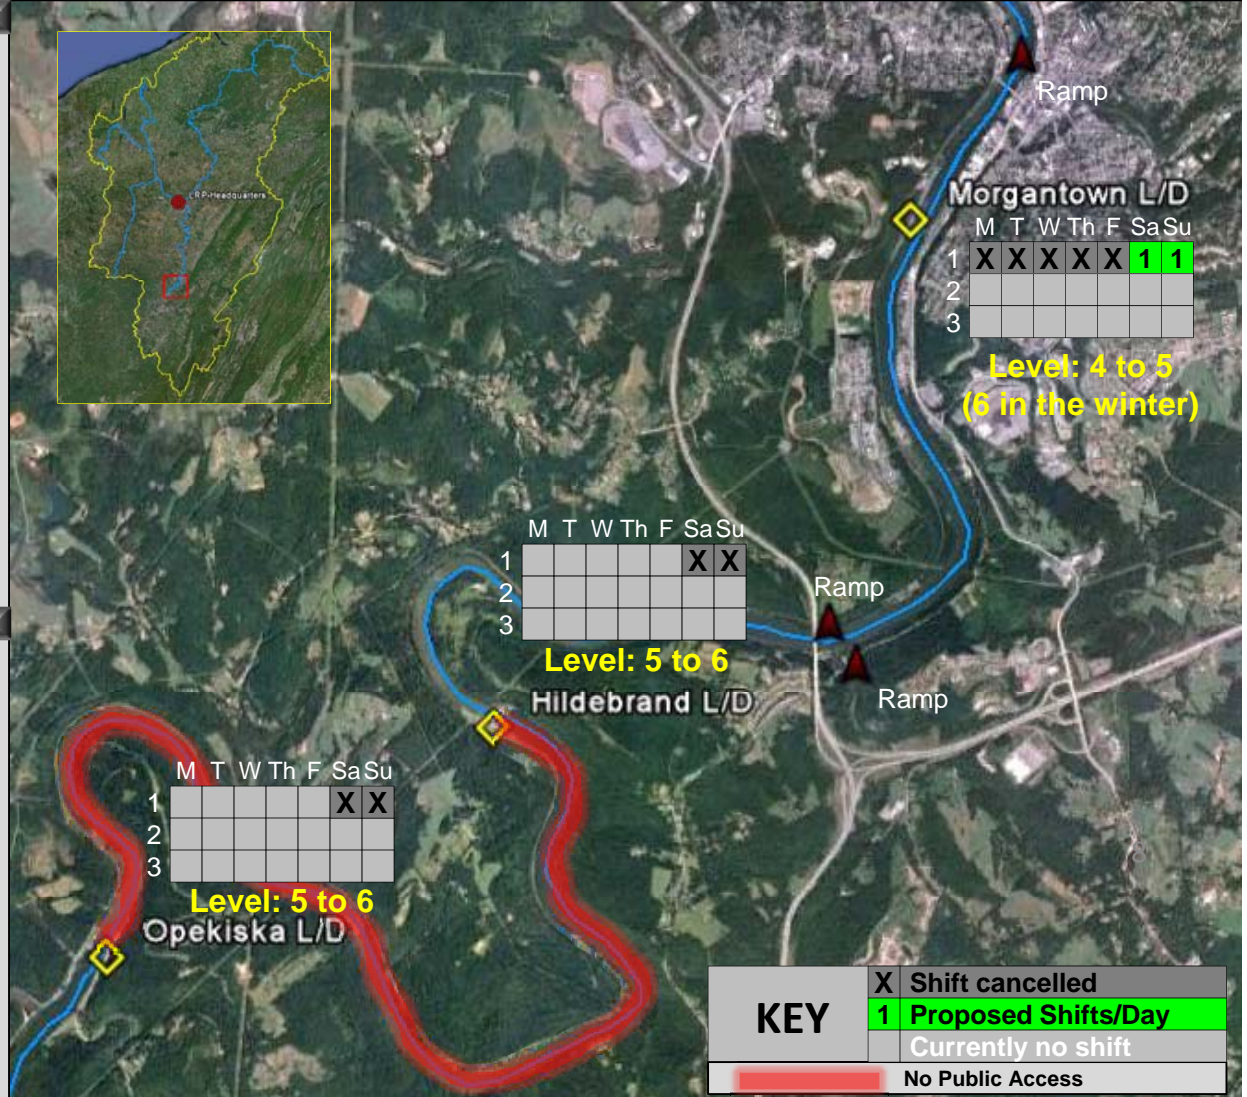 LRP-Headquarters
Ramp
Morgantown L/D
M T W Th F Sa Su
1 X X X X X 1 1
2
3
Level: 4 to 5
(6 in the winter)
M T W Th F Sa Su
1 X X
2
3
Level: 5 to 6
Hildebrand L/D
Ramp
Ramp
M T W Th F Sa Su
1 X X
2
3
Level: 5 to 6
Opekiska L/D
KEY
X Shift cancelled
1 Proposed Shifts/Day
Currently no shift
No Public Access